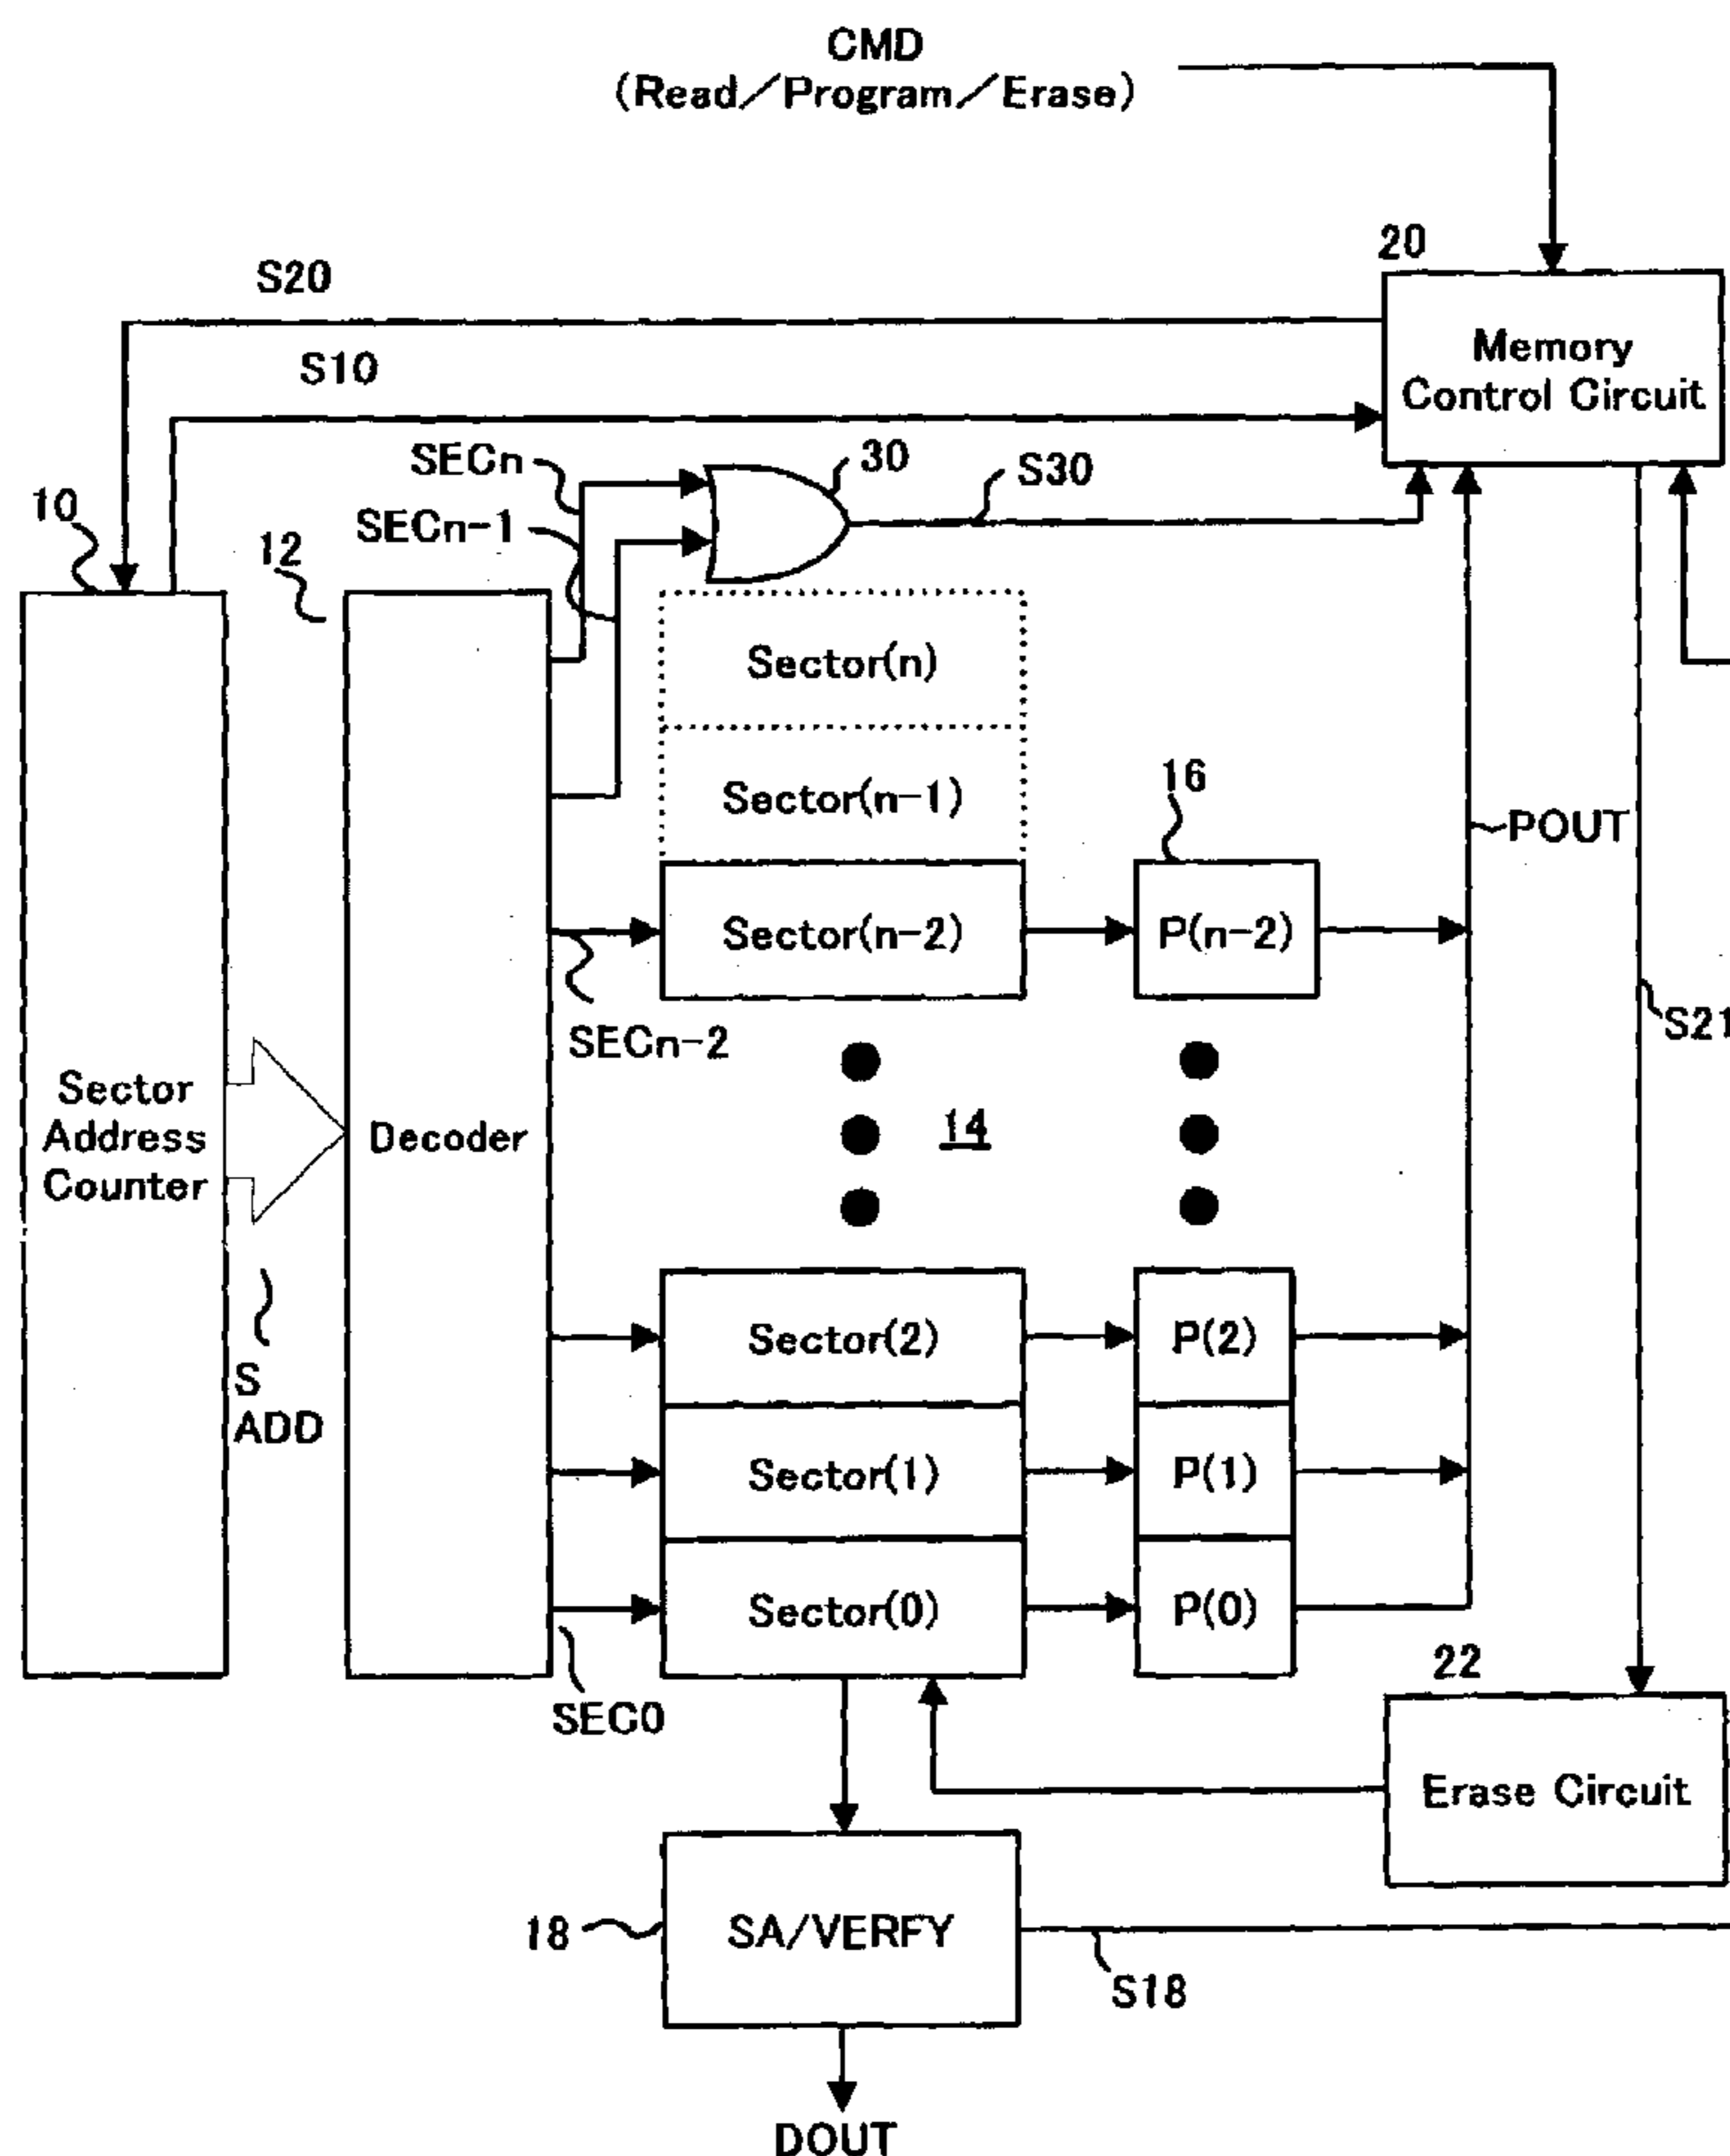 CMD
(Read/Program/Erase)
20
S20
Memory
Control Circuit
S10
SECn
30
S30
SECn-1
10
12
Sector(n)
Sector(n-1)
16
POUT
Sector(n-2)
P(n-2)
SECn-2
S21
Sector
Address
Counter
Decoder
14
S
ADD
Sector(2)
P(2)
Sector(1)
P(1)
Sector(0)
P(0)
SEC0
22
Erase Circuit
18
SA/VERFY
S18
DOUT